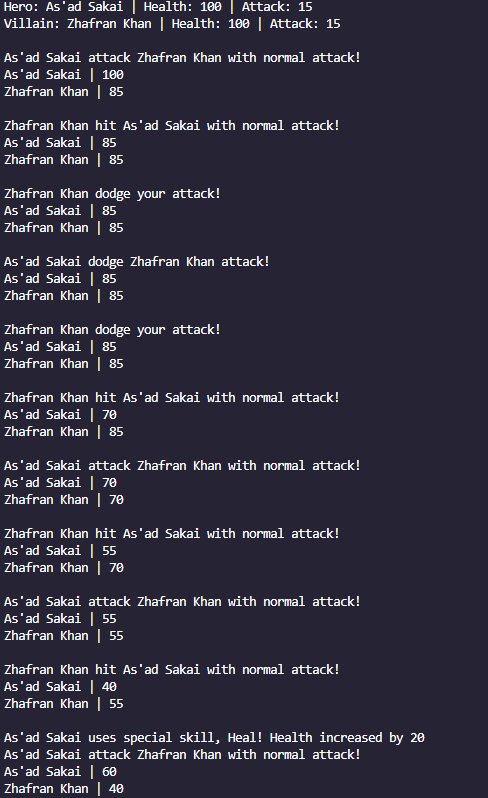 Hero: As'ad Sakai | Health: 100 | Attack: 15
Villain: Zhafran Khan | Health: 100 | Attack: 15
As'ad Sakai attack Zhafran Khan with normal attack!
As'ad Sakai | 100
Zhafran Khan | 85
Zhafran Khan hit As'ad Sakai with normal attack!
As'ad Sakai | 85
Zhafran Khan | 85
Zhafran Khan dodge your attack!
As'ad Sakai | 85
Zhafran Khan | 85
As'ad Sakai dodge Zhafran Khan attack!
As'ad Sakai | 85
Zhafran Khan | 85
Zhafran Khan dodge your attack!
As'ad Sakai | 85
Zhafran Khan | 85
Zhafran Khan hit As'ad Sakai with normal attack!
As'ad Sakai | 70
Zhafran Khan | 85
As'ad Sakai attack Zhafran Khan with normal attack!
As'ad Sakai | 70
Zhafran Khan | 70
Zhafran Khan hit As'ad Sakai with normal attack!
As'ad Sakai | 55
Zhafran Khan | 70
As'ad Sakai attack Zhafran Khan with normal attack!
As'ad Sakai | 55
Zhafran Khan | 55
Zhafran Khan hit As'ad Sakai with normal attack!
As'ad Sakai | 40
Zhafran Khan | 55
As'ad Sakai uses special skill, Heal! Health increased by 20
As'ad Sakai attack Zhafran Khan with normal attack!
As'ad Sakai | 60
Zhafran Khan | 40